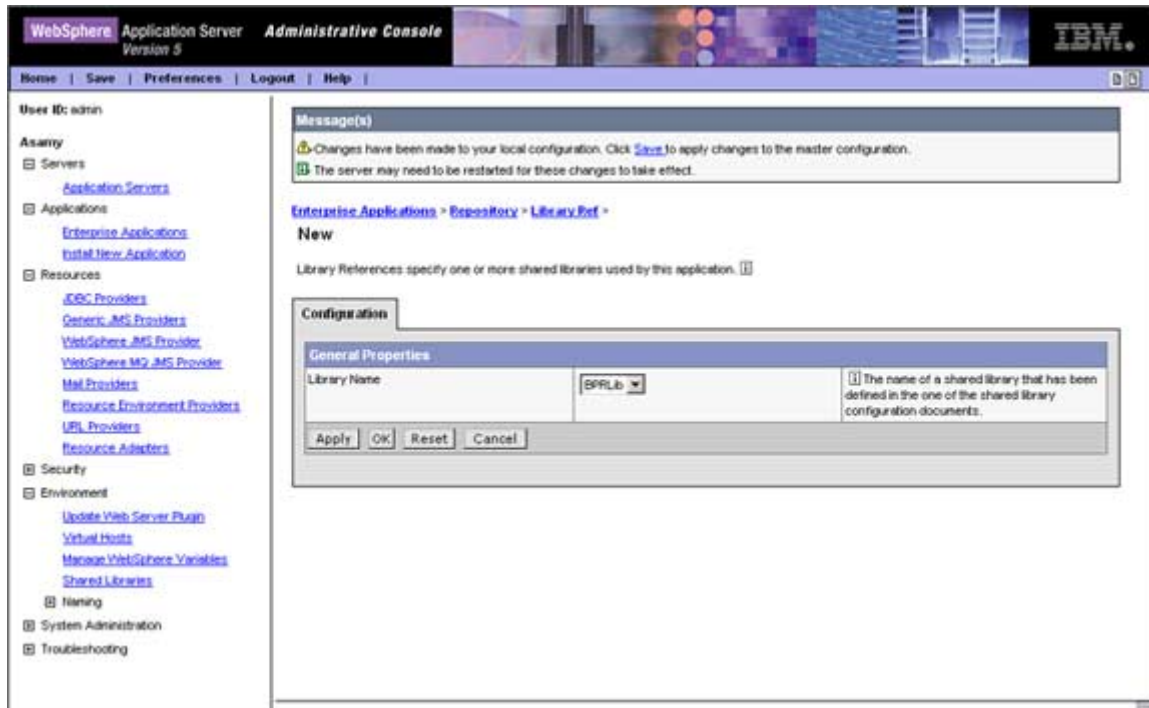 WebSphere Application Server Administrative Console
Version 5
IBM.
Home | Save | Preferences | Logout | Help |
User ID: admin
Asamy
Servers
Application Servers
Applications
Enterprise Applications
Install New Application
Resources
JDBC Providers
Generic JMS Providers
WebSphere JMS Provider
WebSphere MQ JMS Provider
Mail Providers
Resource Environment Providers
URL Providers
Resource Adapters
Security
Environment
Update Web Server Plugin
Virtual Hosts
Manage WebSphere Variables
Shared Libraries
Naming
System Administration
Troubleshooting
Message(s)
Changes have been made to your local configuration. Click Save to apply changes to the master configuration.
The server may need to be restarted for these changes to take effect.
Enterprise Applications > Repository > Library Ref >
New
Library References specify one or more shared libraries used by this application.
Configuration
General Properties
Library Name
BPRLib
The name of a shared library that has been
defined in the one of the shared library
configuration documents.
Apply OK Reset Cancel